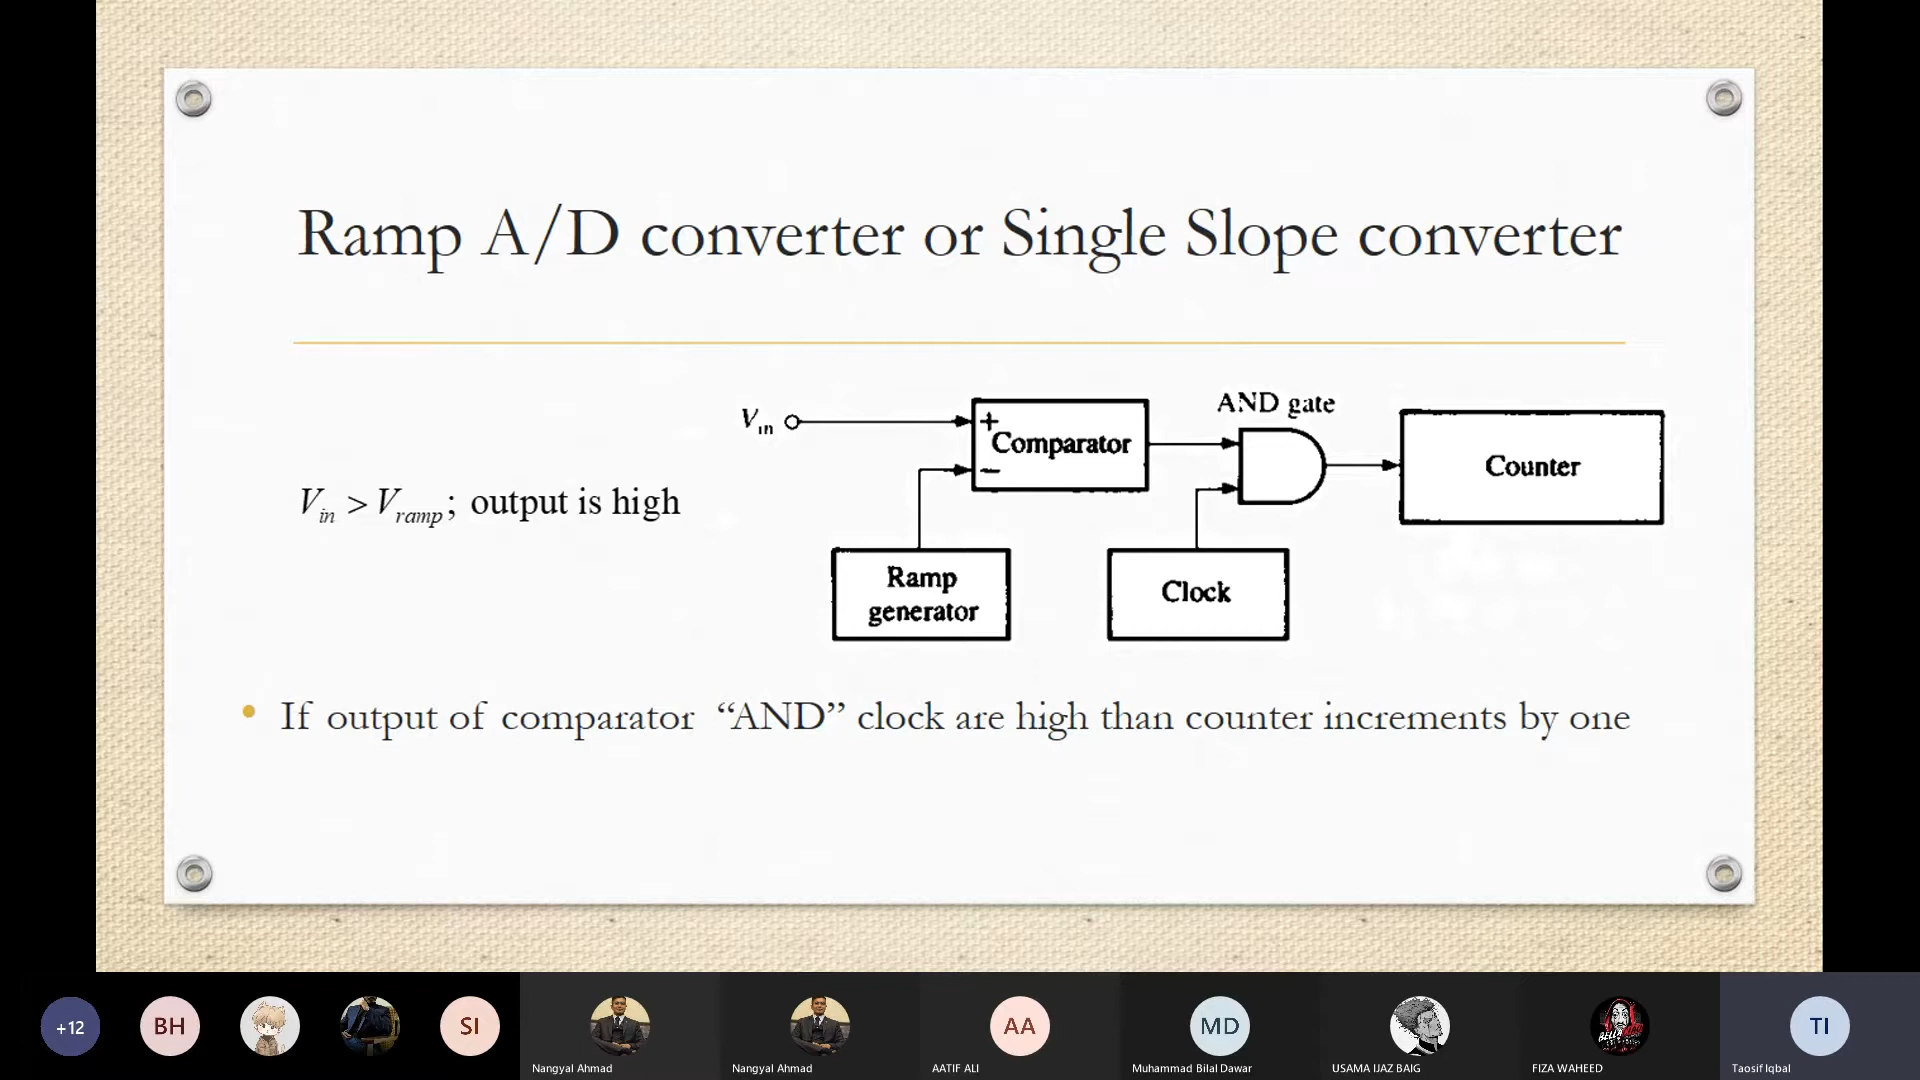 Ramp A/D converter or Single Slope converter
V_in > V_ramp ; output is high
V_in
+
Comparator
−
AND gate
Counter
Ramp
generator
Clock
• If output of comparator “AND” clock are high than counter increments by one
+12
BH
SI
Nangyal Ahmad
Nangyal Ahmad
AA
AATIF ALI
MD
Muhammad Bilal Dawar
USAMA IJAZ BAIG
FIZA WAHEED
TI
Taosif Iqbal